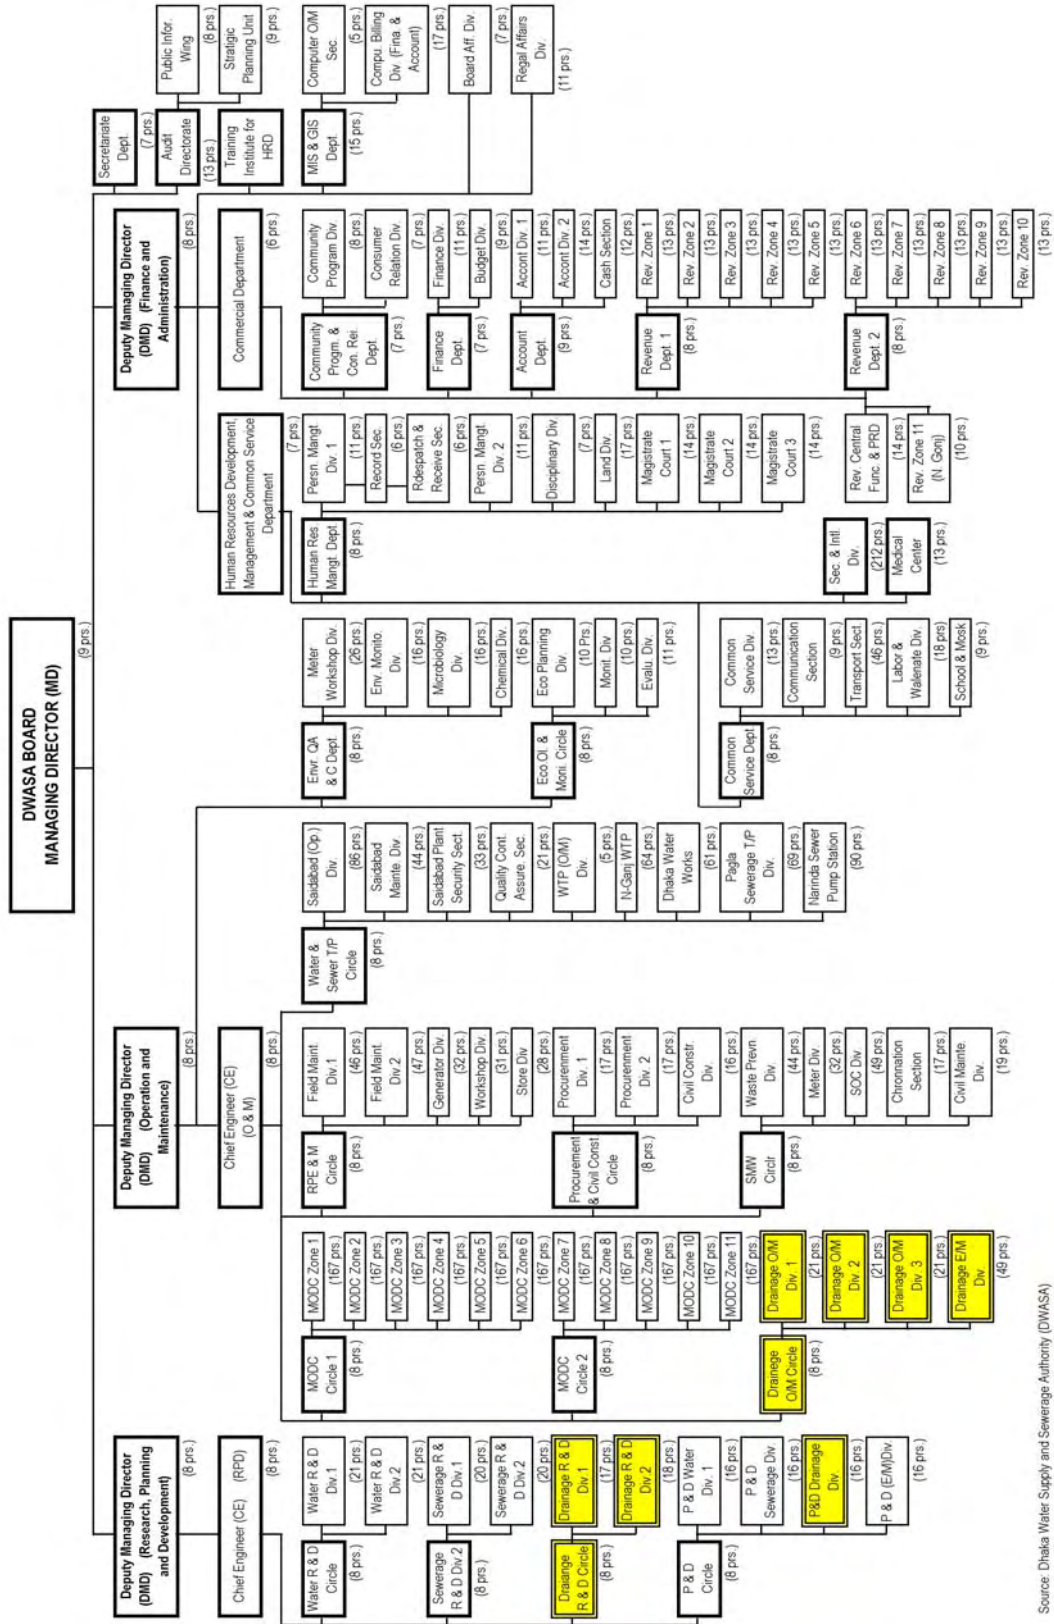 DWASA BOARD
MANAGING DIRECTOR (MD)
(9 prs.)
Deputy Managing Director
(DMD) (Research, Planning
and Development)
(8 prs.)
Chief Engineer (CE) (RPD)
(8 prs.)
Water R & D
Circle
(8 prs.)
Water R & D
Div.1
(21 prs.)
Water R & D
Div.2
(21 prs.)
Sewerage
R & D Div.2
(8 prs.)
Sewerage R &
D Div.1
(20 prs.)
Sewerage R &
D Div.2
(20 prs.)
Draiange
R & D Circle
(8 prs.)
Drainage R & D
Div.1
(17 prs.)
Drainage R & D
Div.2
(18 prs.)
P & D
Circle
(8 prs.)
P & D Water
Div. 1
(16 prs.)
P & D
Sewerage Div.
(16 prs.)
P&D Drainage
Div.
(16 prs.)
P & D (E/M)Div.
(16 prs.)
Deputy Managing Director
(DMD) (Operation and
Maintenance)
(8 prs.)
Chief Engineer (CE)
(O & M)
(8 prs.)
MODC
Circle 1
(8 prs.)
MODC Zone 1
(167 prs.)
MODC Zone 2
(167 prs.)
MODC Zone 3
(167 prs.)
MODC Zone 4
(167 prs.)
MODC Zone 5
(167 prs.)
MODC Zone 6
(167 prs.)
MODC
Circle 2
(8 prs.)
MODC Zone 7
(167 prs.)
MODC Zone 8
(167 prs.)
MODC Zone 9
(167 prs.)
MODC Zone 10
(167 prs.)
MODC Zone 11
(167 prs.)
Drainege
O/M Circle
(8 prs.)
Drainage O/M
Div. 1
(21 prs.)
Drainage O/M
Div. 2
(21 prs.)
Drainage O/M
Div. 3
(21 prs.)
Drainage E/M
Div.
(49 prs.)
RPE & M
Circle
(8 prs.)
Field Maint.
Div. 1
(46 prs.)
Field Maint.
Div. 2
(47 prs.)
Generator Div.
(32 prs.)
Workshop Div.
(31 prs.)
Store Div.
(28 prs.)
Procurement
& Civil Const.
Circle
(8 prs.)
Procurement
Div. 1
(17 prs.)
Procurement
Div. 2
(17 prs.)
Civil Constr.
Div.
(16 prs.)
SMW
Circlr
(8 prs.)
Waste Prevn.
Div.
(44 prs.)
Meter Div.
(32 prs.)
SOC Div.
(49 prs.)
Chronnation
Section
(17 prs.)
Civil Mainte.
Div.
(19 prs.)
Water &
Sewer T/P
Circle
(8 prs.)
Saidabad (Op.)
Div.
(86 prs.)
Saidabad
Mainte. Div.
(44 prs.)
Saidabad Plant
Security Sect.
(33 prs.)
Quality Cont.
Assure. Sec.
(21 prs.)
WTP (O/M)
Div.
(5 prs.)
N-Ganj WTP
(64 prs.)
Dhaka Water
Works
(61 prs.)
Pagla
Sewerage T/P
Div.
(69 prs.)
Narinda Sewer
Pump Station
(90 prs.)
Envr. QA
& C Dept.
(8 prs.)
Meter
Workshop Div.
(26 prs.)
Env. Monito.
Div.
(16 prs.)
Microbiology
Div.
(16 prs.)
Chemical Div.
(16 prs.)
Eco Ol. &
Moni. Circle
(8 prs.)
Eco Planning
Div.
(10 Prs.)
Monit. Div.
(10 prs.)
Evalu. Div.
(11 prs.)
Deputy Mamaging Director
(DMD) (Finance and
Administration)
(8 prs.)
Human Resources Development,
Management & Common Service
Department
(7 prs.)
Human Res
Mangt. Dept.
(8 prs.)
Persn. Mangt
Div. 1
(11 prs.)
Record Sec.
(6 prs.)
Rdespatch &
Receive Sec.
(6 prs.)
Persn. Mangt
Div. 2
(11 prs.)
Disciplinary Div.
(7 prs.)
Land Div.
(17 prs.)
Magistrate
Court 1
(14 prs.)
Magistrate
Court 2
(14 prs.)
Magistrate
Court 3
(14 prs.)
Sec. & Intl.
Div.
(212 prs.)
Medical
Center
(13 prs.)
Common
Service Dept.
(8 prs.)
Common
Service Div.
(13 prs.)
Communication
Section
(9 prs.)
Transport Sect.
(46 prs.)
Labor &
Walenate Div.
(18 prs)
School & Mosk
(9 prs.)
Commercial Department
(6 prs.)
Community
Progm. &
Con. Rei.
Dept.
(7 prs.)
Community
Program Div
(8 prs.)
Consumer
Relation Div.
(7 prs.)
Finance
Dept.
(7 prs.)
Finance Div.
(11 prs.)
Budget Div.
(9 prs.)
Account
Dept.
(9 prs.)
Accont Div. 1
(11 prs.)
Accont Div. 2
(14 prs.)
Cash Section
(12 prs.)
Revenue
Dept. 1
(8 prs.)
Rev. Zone 1
(13 prs.)
Rev. Zone 2
(13 prs.)
Rev. Zone 3
(13 prs.)
Rev. Zone 4
(13 prs.)
Rev. Zone 5
(13 prs.)
Revenue
Dept. 2
(8 prs.)
Rev. Zone 6
(13 prs.)
Rev. Zone 7
(13 prs.)
Rev. Zone 8
(13 prs.)
Rev. Zone 9
(13 prs.)
Rev. Zone 10
(13 prs.)
Rev. Central
Func. & PRD
(14 prs.)
Rev. Zone 11
(N. Gonj)
(10 prs.)
Secretariate
Dept.
(7 prs.)
Audit
Directorate
(13 prs.)
Public Infor.
Wing
(8 prs.)
Stratigic
Planning Unit
(9 prs.)
Training
Institute for
HRD
MIS & GIS
Dept.
(15 prs.)
Computer O/M
Sec.
(5 prs.)
Compu. Billing
Div. (Fina. &
Account)
(17 prs.)
Board Aff. Div.
(7 prs.)
Regal Affairs
Div.
(11 prs.)
Source: Dhaka Water Supply and Sewerage Authority (DWASA)